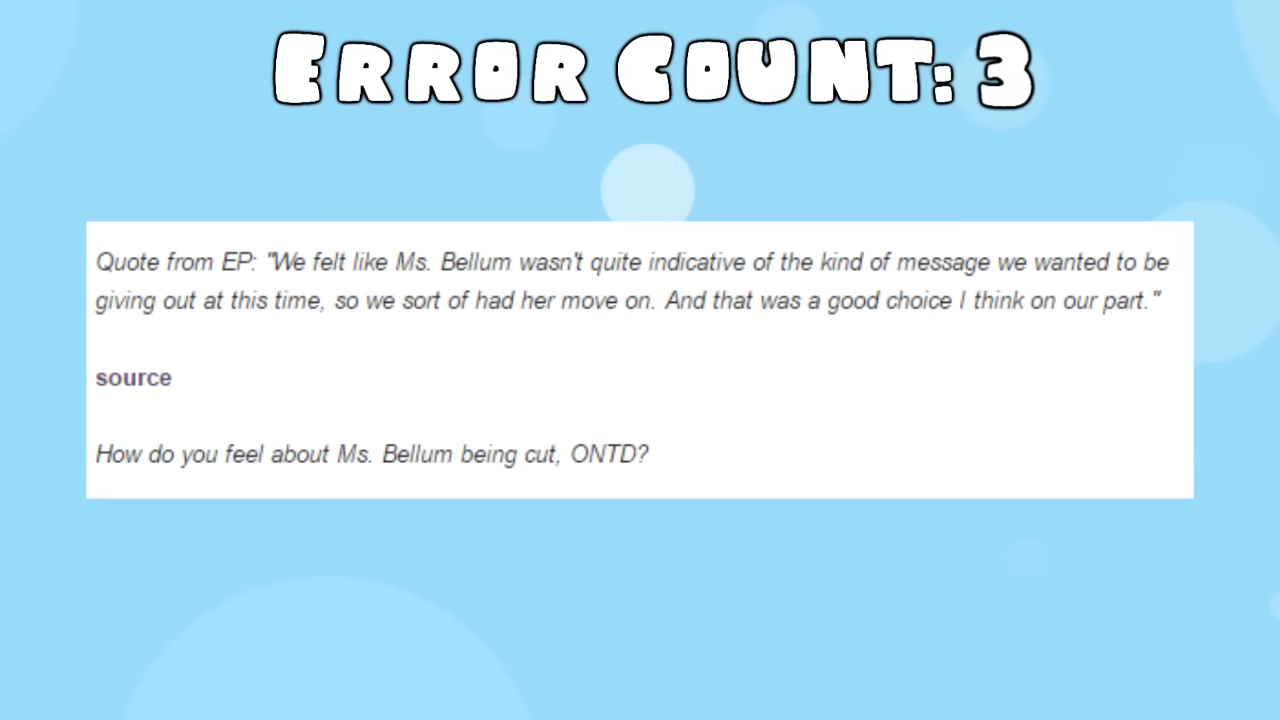 Error Count: 3
Quote from EP: "We felt like Ms. Bellum wasn't quite indicative of the kind of message we wanted to be
giving out at this time, so we sort of had her move on. And that was a good choice I think on our part."
source
How do you feel about Ms. Bellum being cut, ONTD?